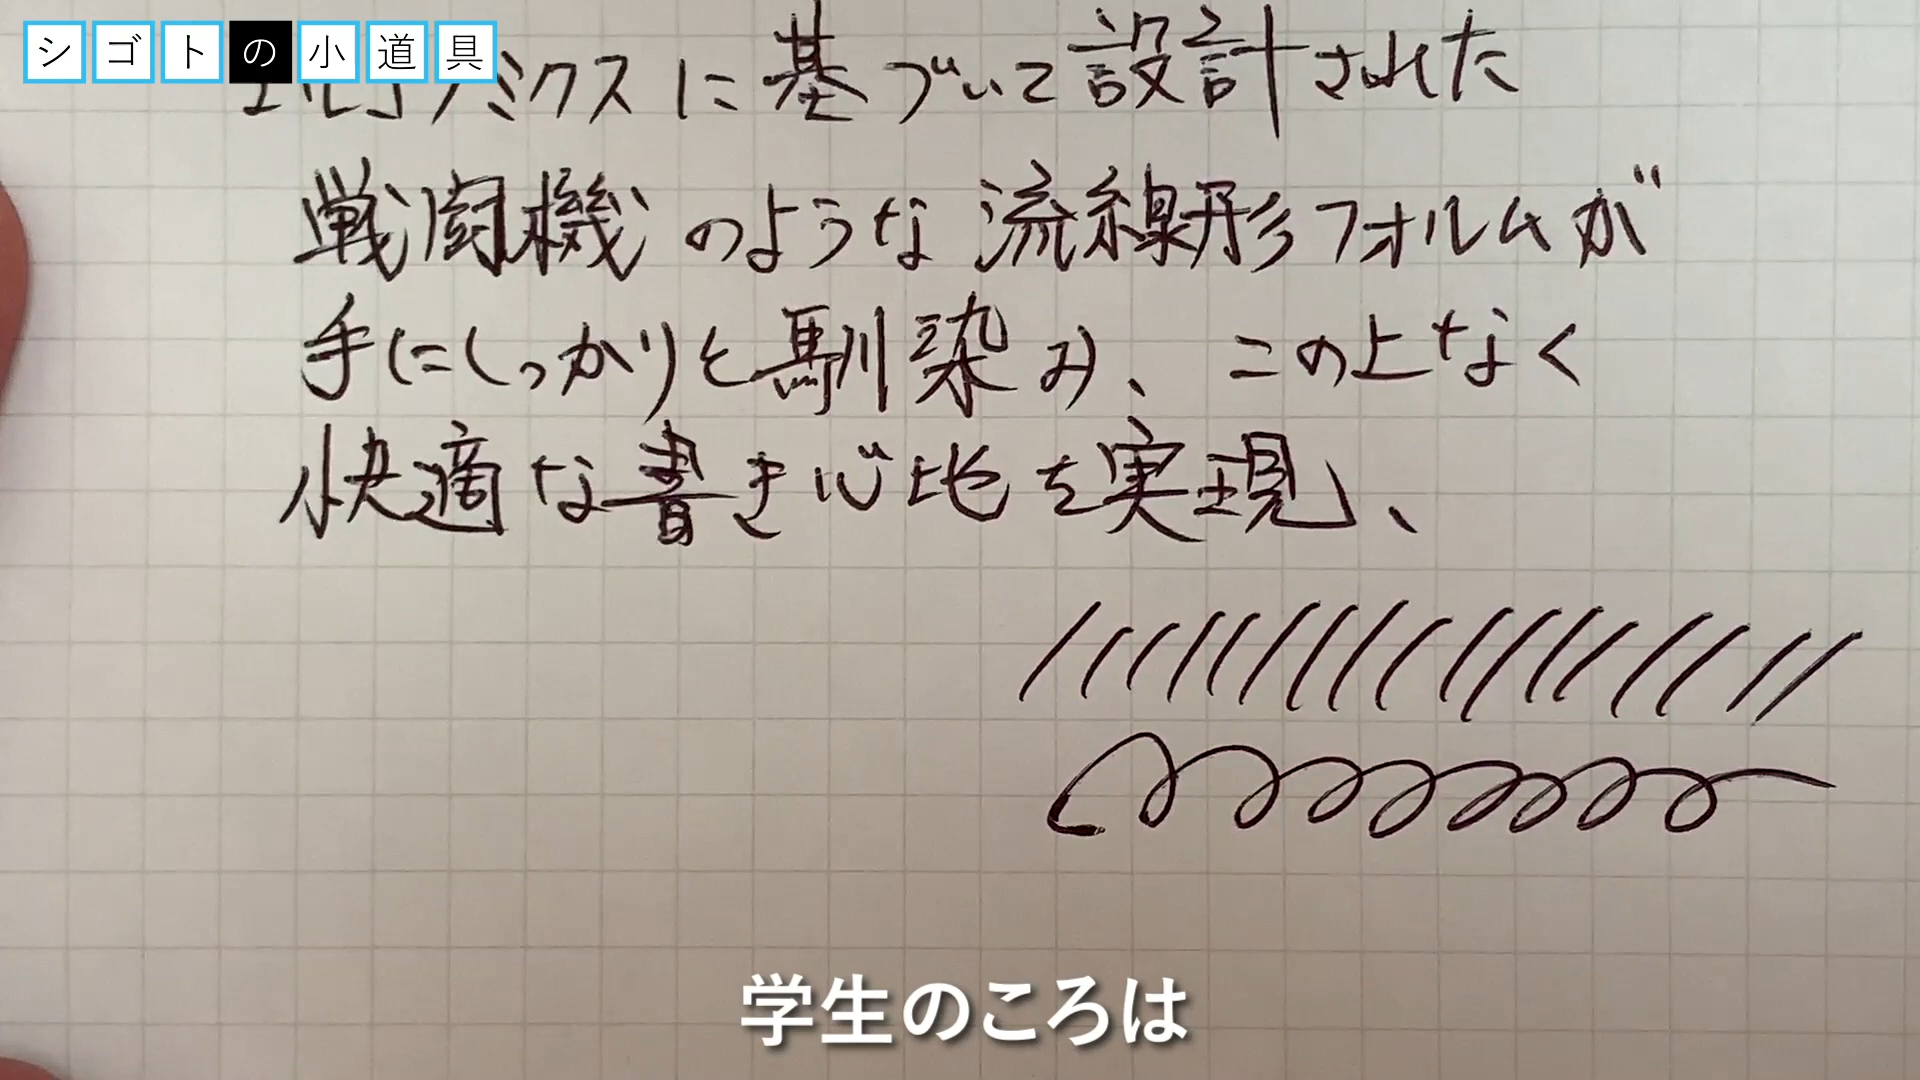 シゴトの小道具
エルゴノミクスに基づいて設計された
戦闘機のような流線形フォルムが
手にしっかりと馴染み、この上なく
快適な書き心地を実現、
学生のころは